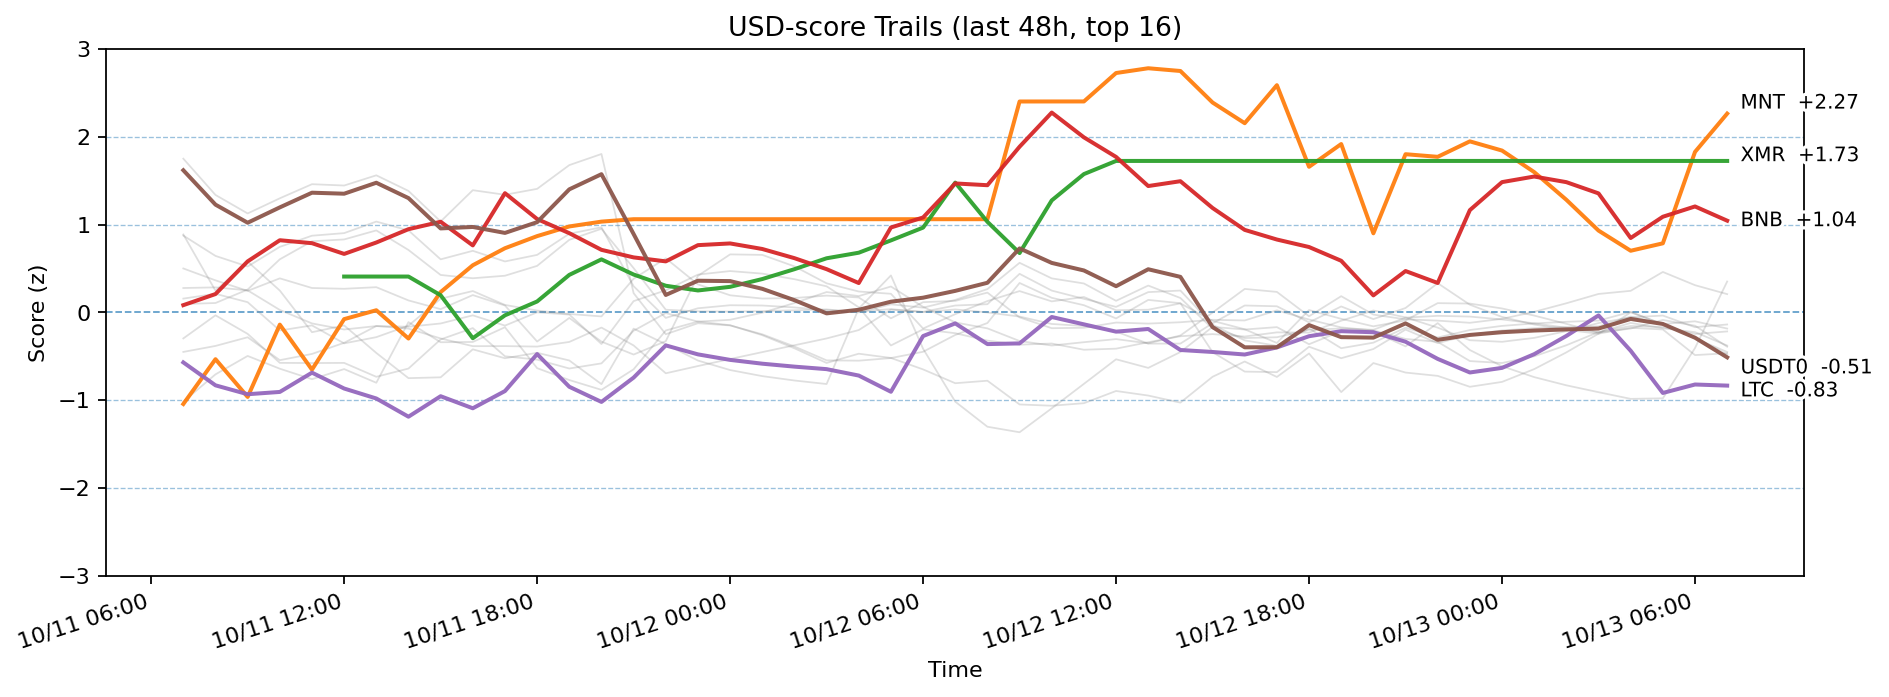 USD-score Trails (last 48h, top 16)
3
2
1
0
−1
−2
−3
Score (z)
MNT +2.27
XMR +1.73
BNB +1.04
USDT0 -0.51
LTC -0.83
10/11 06:00
10/11 12:00
10/11 18:00
10/12 00:00
10/12 06:00
10/12 12:00
10/12 18:00
10/13 00:00
10/13 06:00
Time